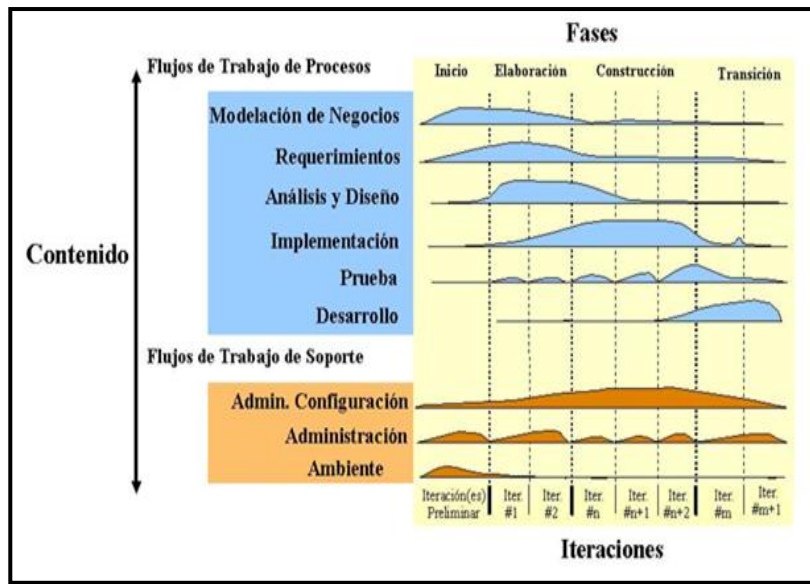 Fases
Flujos de Trabajo de Procesos
Inicio Elaboración Construcción Transición
Modelación de Negocios
Requerimientos
Análisis y Diseño
Implementación
Contenido
Prueba
Desarrollo
Flujos de Trabajo de Soporte
Admin. Configuración
Administración
Ambiente
Iteración(es) Iter. Iter. Iter. Iter. Iter. Iter. Iter.
Preliminar #1 #2 #n #n+1 #n+2 #m #m+1
Iteraciones